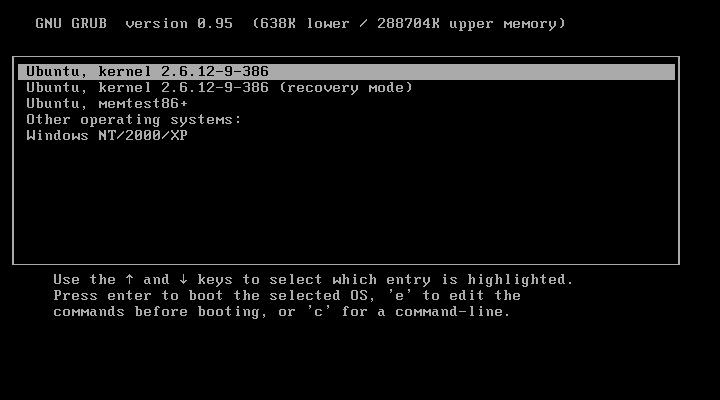 GNU GRUB  version 0.95  (638K lower / 288704K upper memory)
Ubuntu, kernel 2.6.12-9-386
Ubuntu, kernel 2.6.12-9-386 (recovery mode)
Ubuntu, memtest86+
Other operating systems:
Windows NT/2000/XP
Use the ↑ and ↓ keys to select which entry is highlighted.
Press enter to boot the selected OS, 'e' to edit the
commands before booting, or 'c' for a command-line.